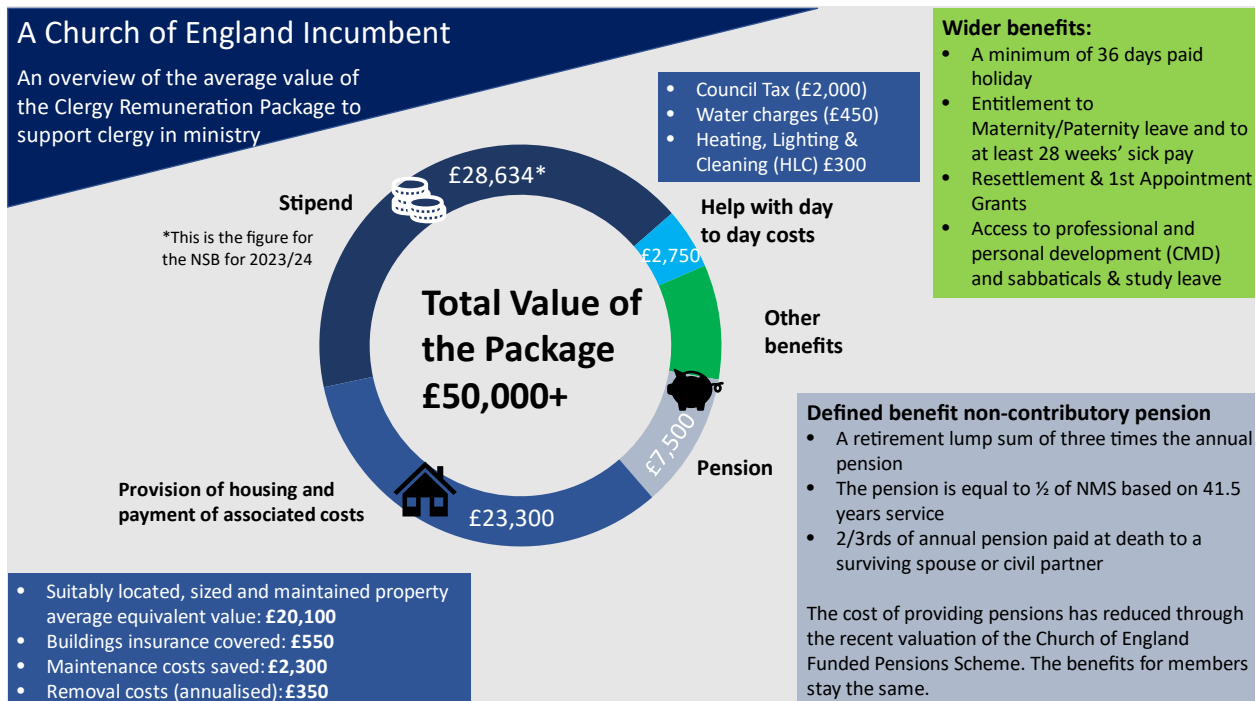 A Church of England Incumbent
An overview of the average value of
the Clergy Remuneration Package to
support clergy in ministry
• Council Tax (£2,000)
• Water charges (£450)
• Heating, Lighting &
Cleaning (HLC) £300
Wider benefits:
• A minimum of 36 days paid
holiday
• Entitlement to
Maternity/Paternity leave and to
at least 28 weeks’ sick pay
• Resettlement & 1st Appointment
Grants
• Access to professional and
personal development (CMD)
and sabbaticals & study leave
£28,634*
Stipend
*This is the figure for
the NSB for 2023/24
Help with day
to day costs
£2,750
Total Value of
the Package
£50,000+
Other
benefits
Pension
£7,500
Provision of housing and
payment of associated costs
£23,300
Defined benefit non-contributory pension
• A retirement lump sum of three times the annual
pension
• The pension is equal to ½ of NMS based on 41.5
years service
• 2/3rds of annual pension paid at death to a
surviving spouse or civil partner
The cost of providing pensions has reduced through
the recent valuation of the Church of England
Funded Pensions Scheme. The benefits for members
stay the same.
• Suitably located, sized and maintained property
average equivalent value: £20,100
• Buildings insurance covered: £550
• Maintenance costs saved: £2,300
• Removal costs (annualised): £350